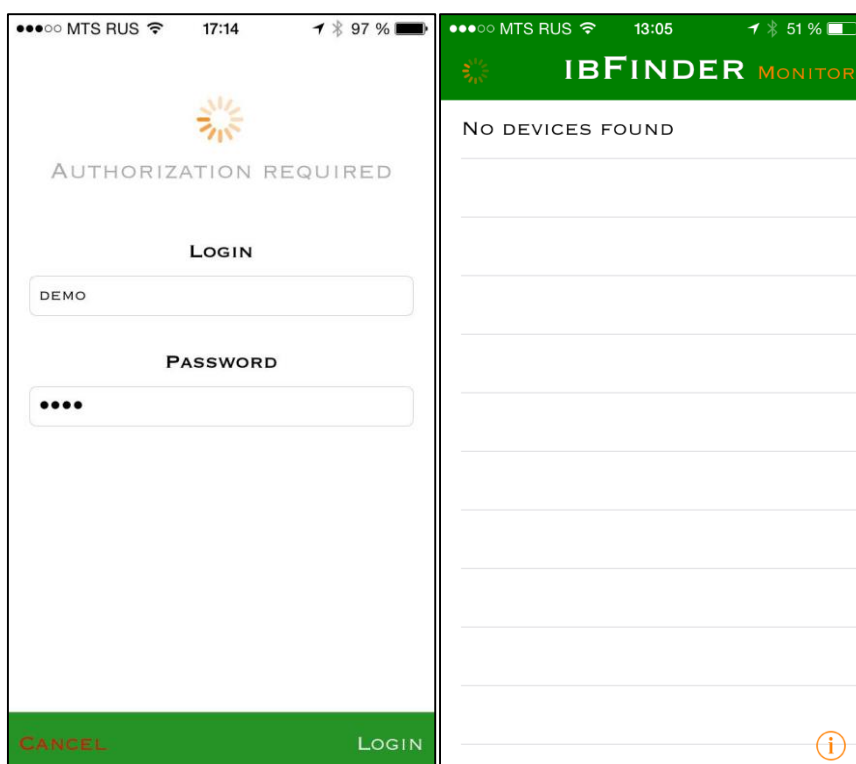 MTS RUS 17:14 97 %
Authorization required
Login
demo
Password
Cancel Login
MTS RUS 13:05 51 %
ibFinder Monitor
No devices found
i